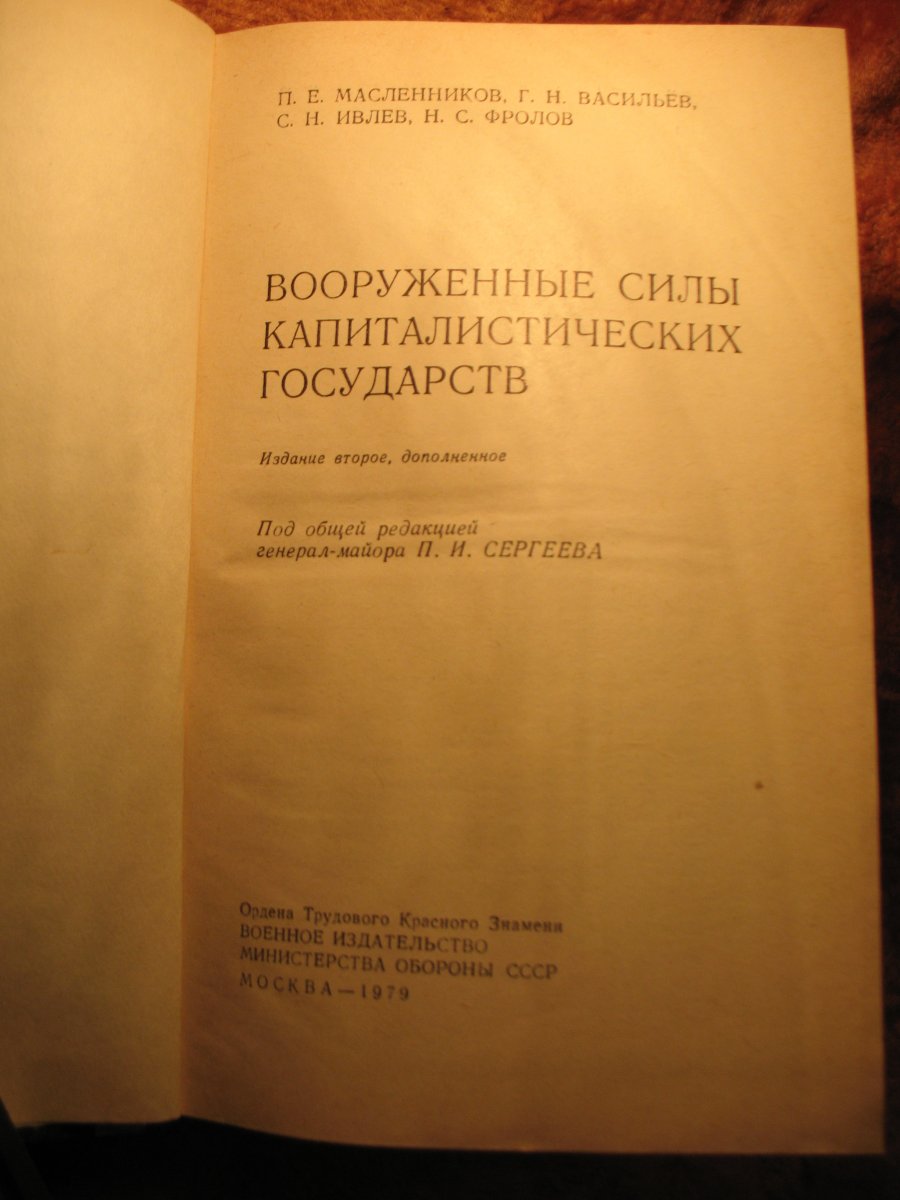 П. Е. МАСЛЕННИКОВ, Г. Н. ВАСИЛЬЕВ,
С. Н. ИВЛЕВ, Н. С. ФРОЛОВ
ВООРУЖЕННЫЕ СИЛЫ
КАПИТАЛИСТИЧЕСКИХ
ГОСУДАРСТВ
Издание второе, дополненное
Под общей редакцией
генерал-майора П. И. СЕРГЕЕВА
Ордена Трудового Красного Знамени
ВОЕННОЕ ИЗДАТЕЛЬСТВО
МИНИСТЕРСТВА ОБОРОНЫ СССР
МОСКВА — 1979